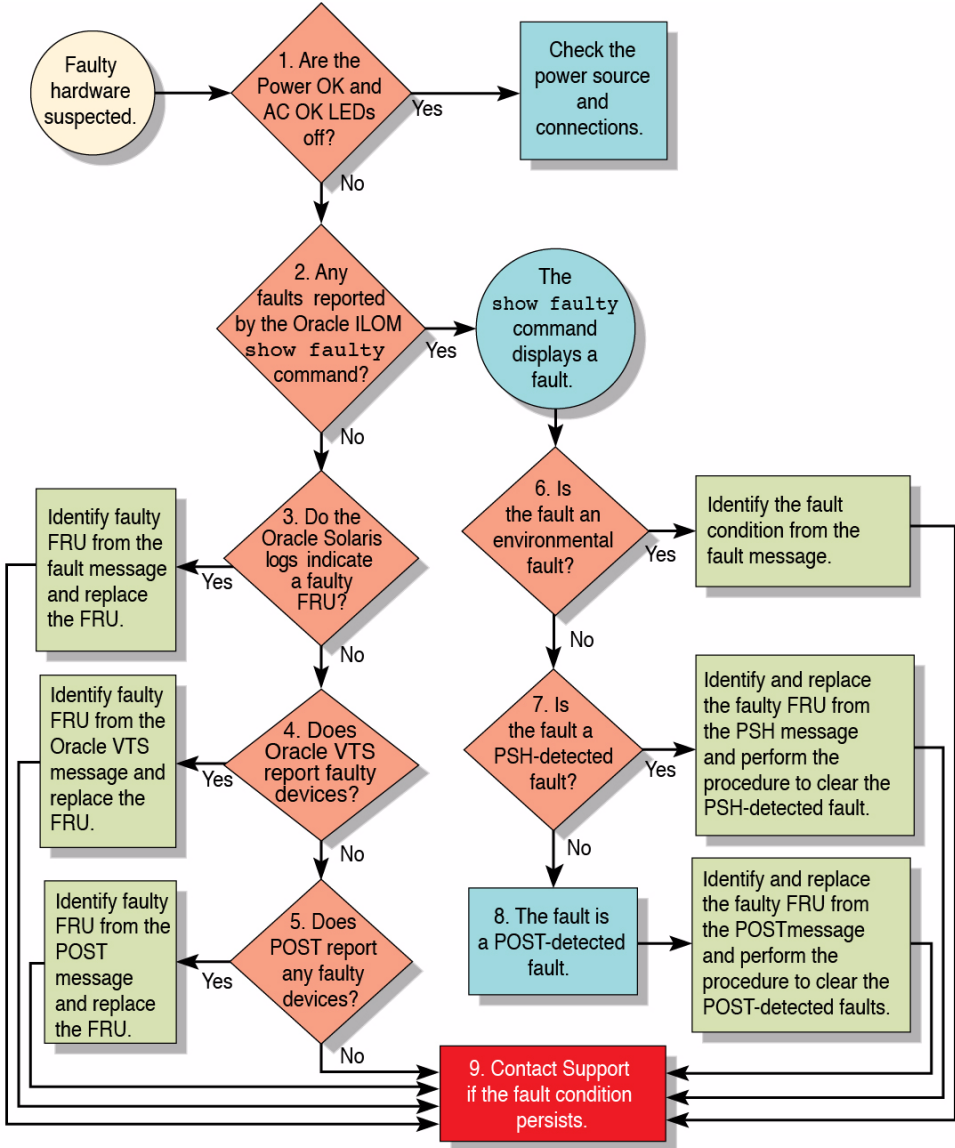 Faulty
hardware
suspected.
1. Are the
Power OK and
AC OK LEDs
off?
Yes
Check the
power source
and
connections.
No
2. Any
faults reported
by the Oracle ILOM
show faulty
command?
Yes
The
show faulty
command
displays a
fault.
No
3. Do the
Oracle Solaris
logs indicate
a faulty
FRU?
Yes
Identify faulty
FRU from the
fault message
and replace
the FRU.
No
4. Does
Oracle VTS
report faulty
devices?
Yes
Identify faulty
FRU from the
Oracle VTS
message and
replace the
FRU.
No
5. Does
POST report
any faulty
devices?
Yes
Identify faulty
FRU from the
POST
message
and replace
the FRU.
No
6. Is
the fault an
environmental
fault?
Yes
Identify the fault
condition from the
fault message.
No
7. Is
the fault a
PSH-detected
fault?
Yes
Identify and replace
the faulty FRU from
the PSH message
and perform the
procedure to clear the
PSH-detected fault.
No
8. The fault is
a POST-detected
fault.
Identify and replace
the faulty FRU from
the POSTmessage
and perform the
procedure to clear the
POST-detected faults.
9. Contact Support
if the fault condition
persists.